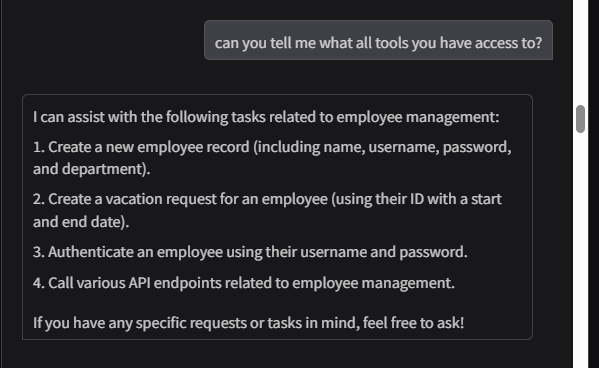 can you tell me what all tools you have access to?
I can assist with the following tasks related to employee management:
1. Create a new employee record (including name, username, password,
and department).
2. Create a vacation request for an employee (using their ID with a start
and end date).
3. Authenticate an employee using their username and password.
4. Call various API endpoints related to employee management.
If you have any specific requests or tasks in mind, feel free to ask!